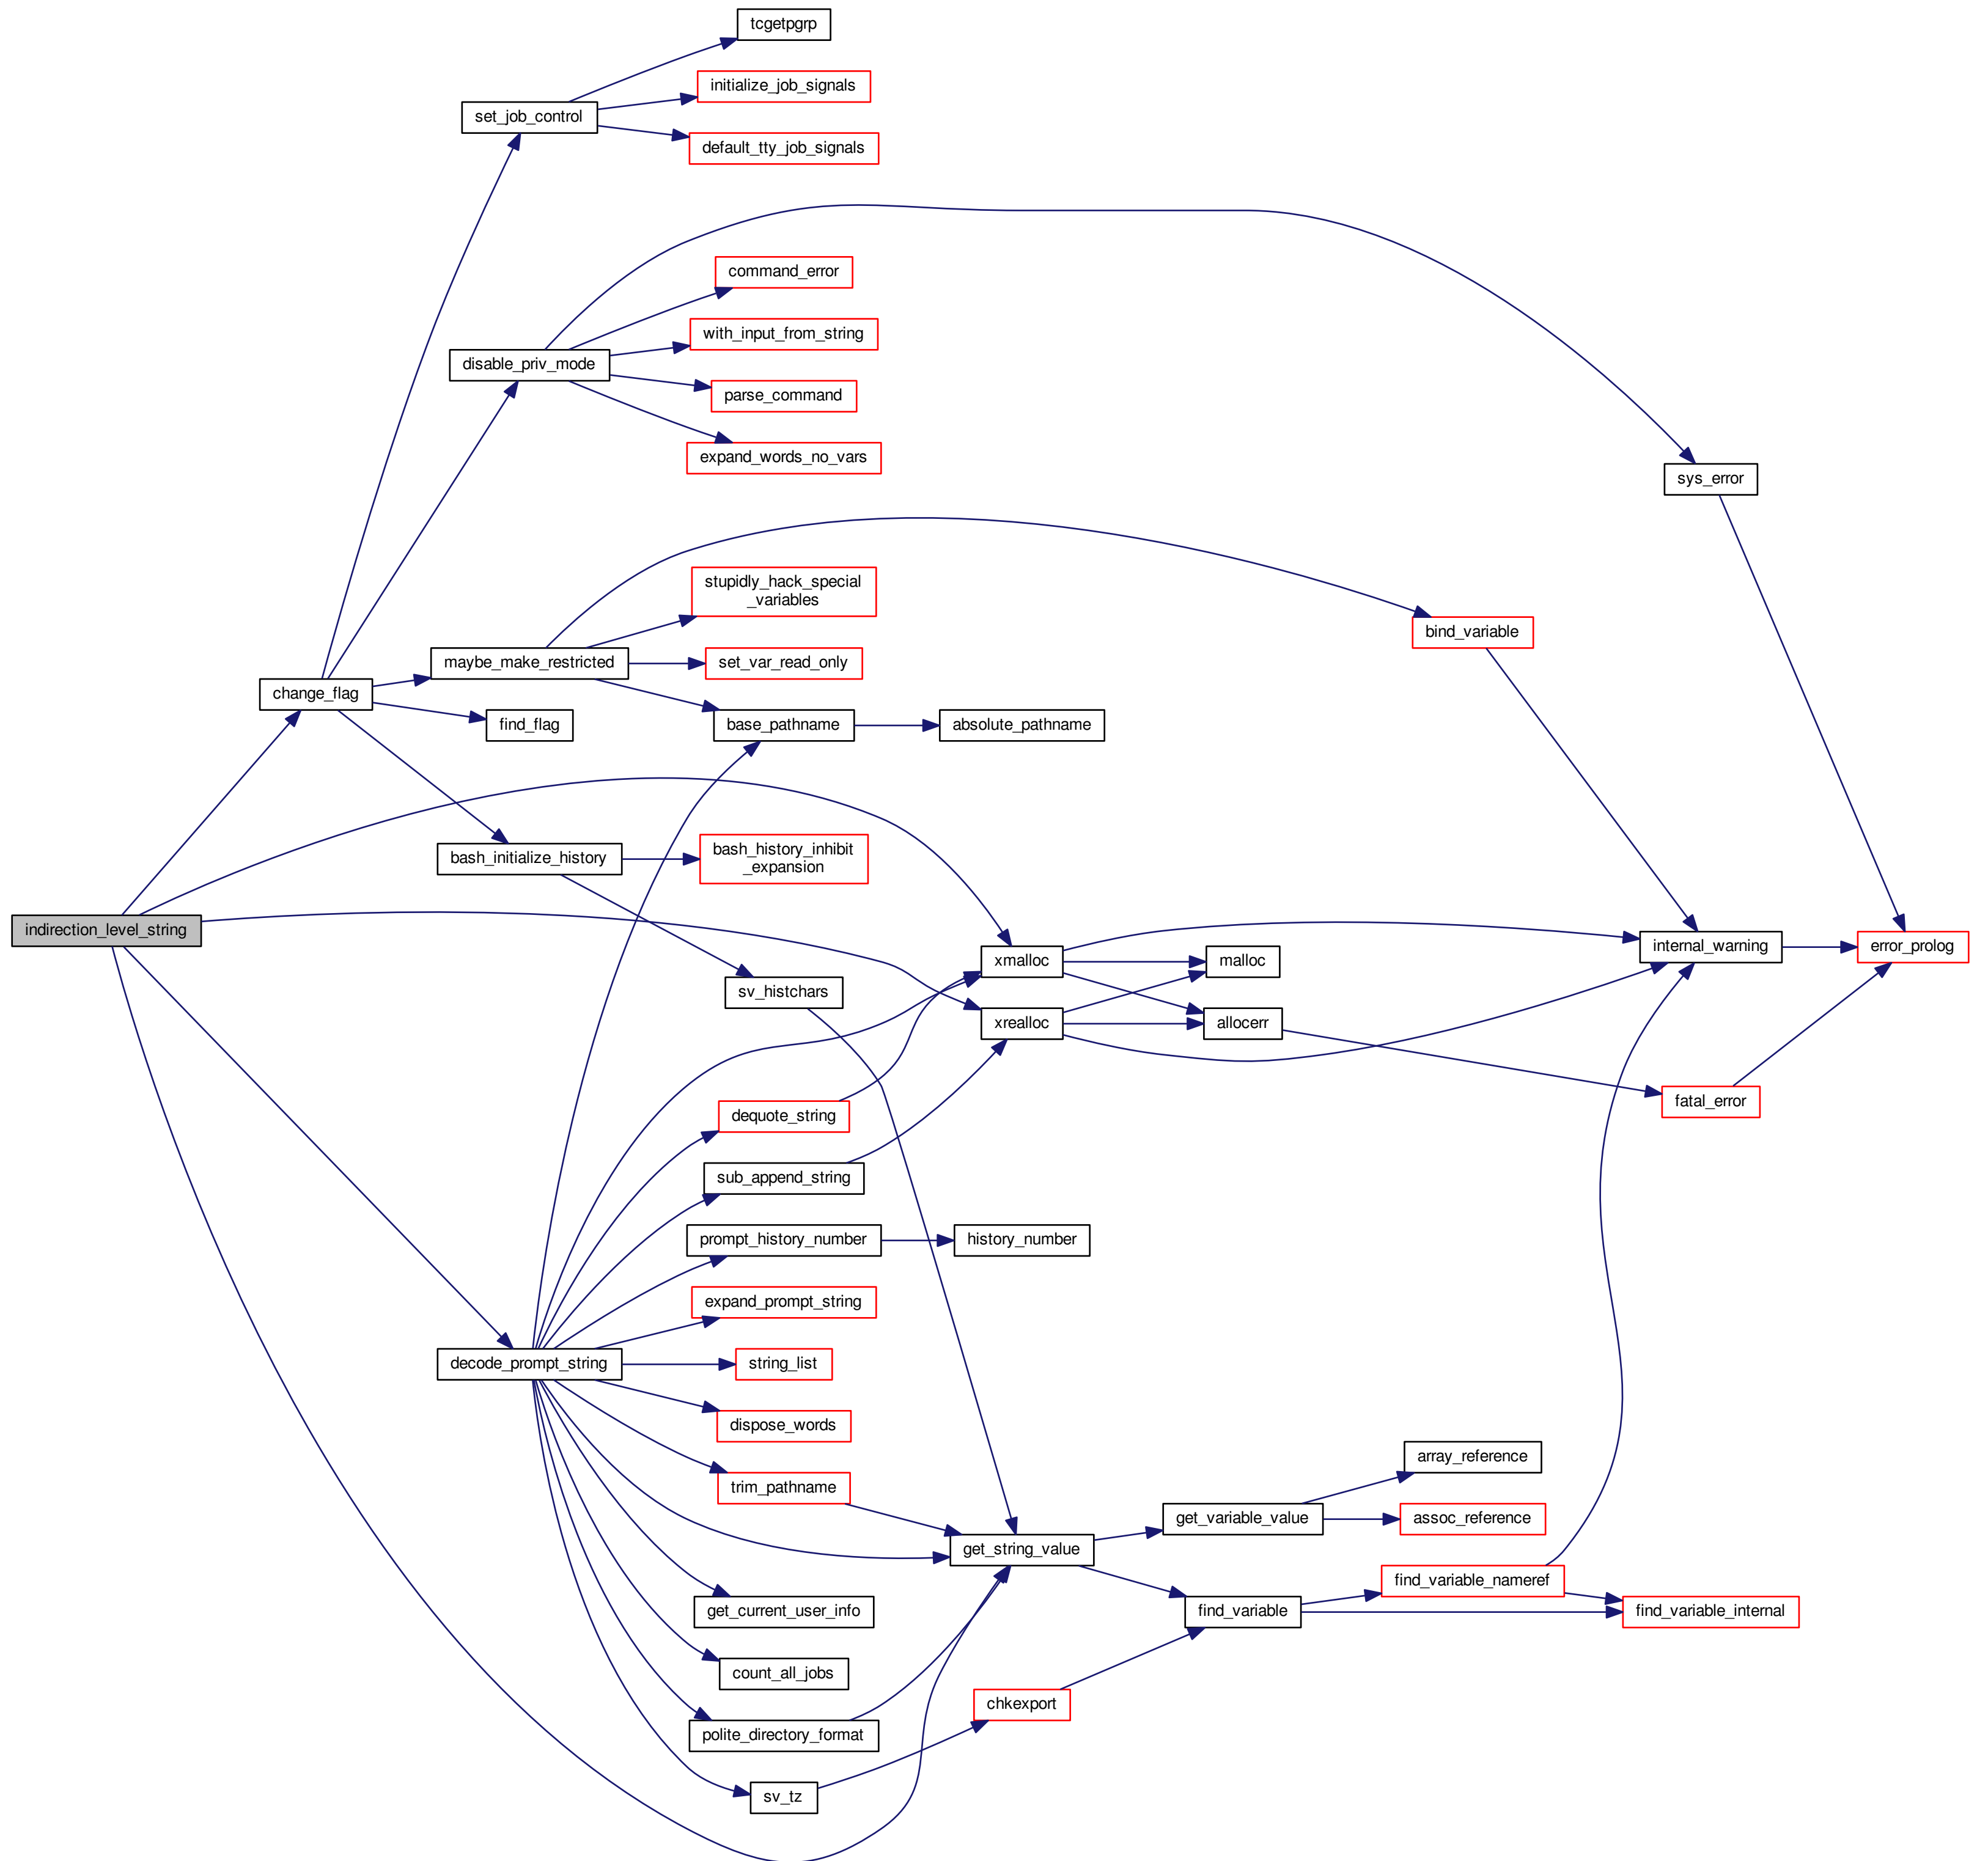 tcgetpgrp
initialize_job_signals
set_job_control
default_tty_job_signals
command_error
with_input_from_string
disable_priv_mode
parse_command
expand_words_no_vars
sys_error
stupidly_hack_special
_variables
bind_variable
maybe_make_restricted
set_var_read_only
change_flag
find_flag
base_pathname
absolute_pathname
bash_initialize_history
bash_history_inhibit
_expansion
indirection_level_string
internal_warning
error_prolog
xmalloc
malloc
sv_histchars
xrealloc
allocerr
fatal_error
dequote_string
sub_append_string
prompt_history_number
history_number
expand_prompt_string
decode_prompt_string
string_list
dispose_words
array_reference
trim_pathname
get_variable_value
assoc_reference
get_string_value
find_variable_nameref
get_current_user_info
find_variable
find_variable_internal
count_all_jobs
chkexport
polite_directory_format
sv_tz